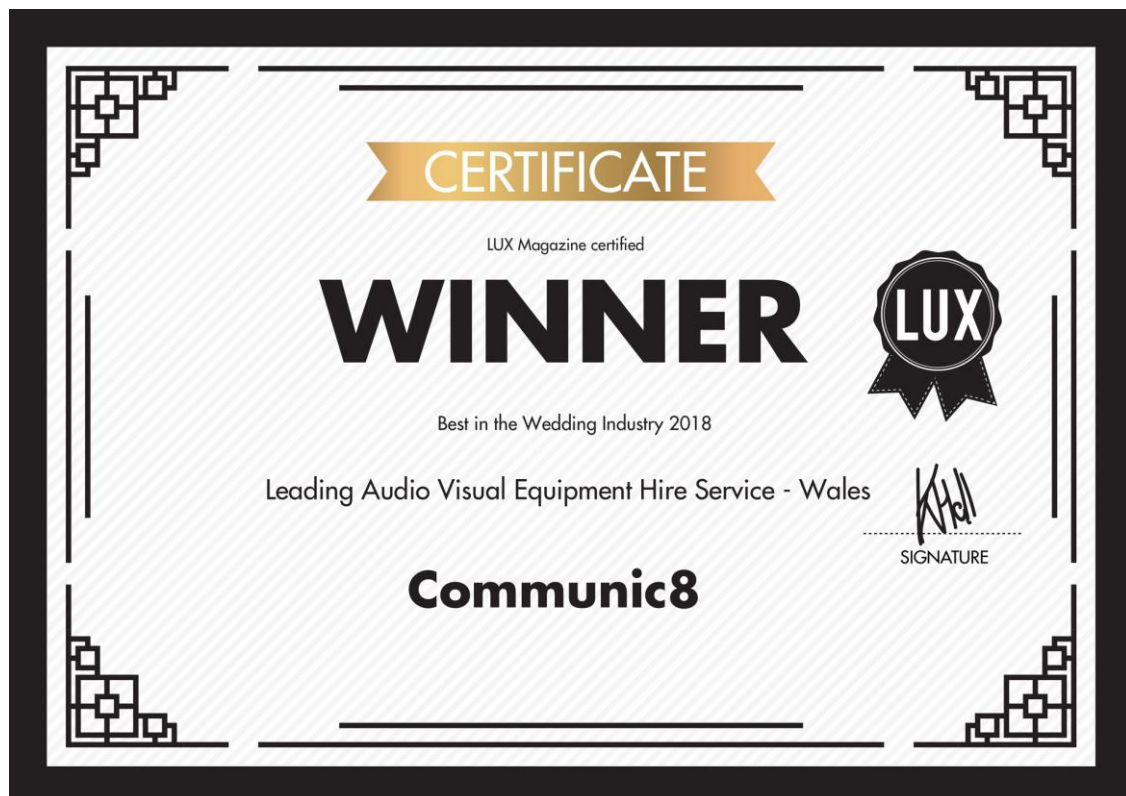 CERTIFICATE
LUX Magazine certified
WINNER
LUX
Best in the Wedding Industry 2018
Leading Audio Visual Equipment Hire Service - Wales
KHall
SIGNATURE
Communic8